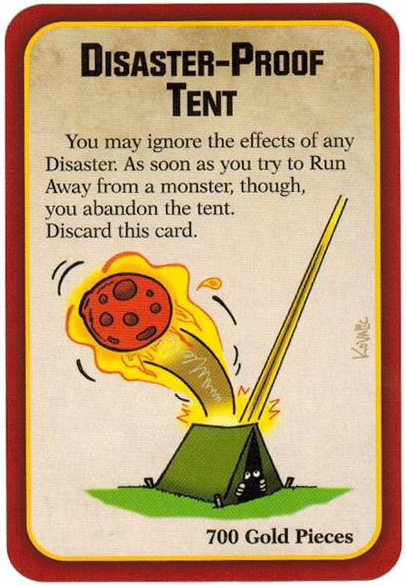 DISASTER-PROOF
TENT
You may ignore the effects of any
Disaster. As soon as you try to Run
Away from a monster, though,
you abandon the tent.
Discard this card.
KOVALIC
700 Gold Pieces